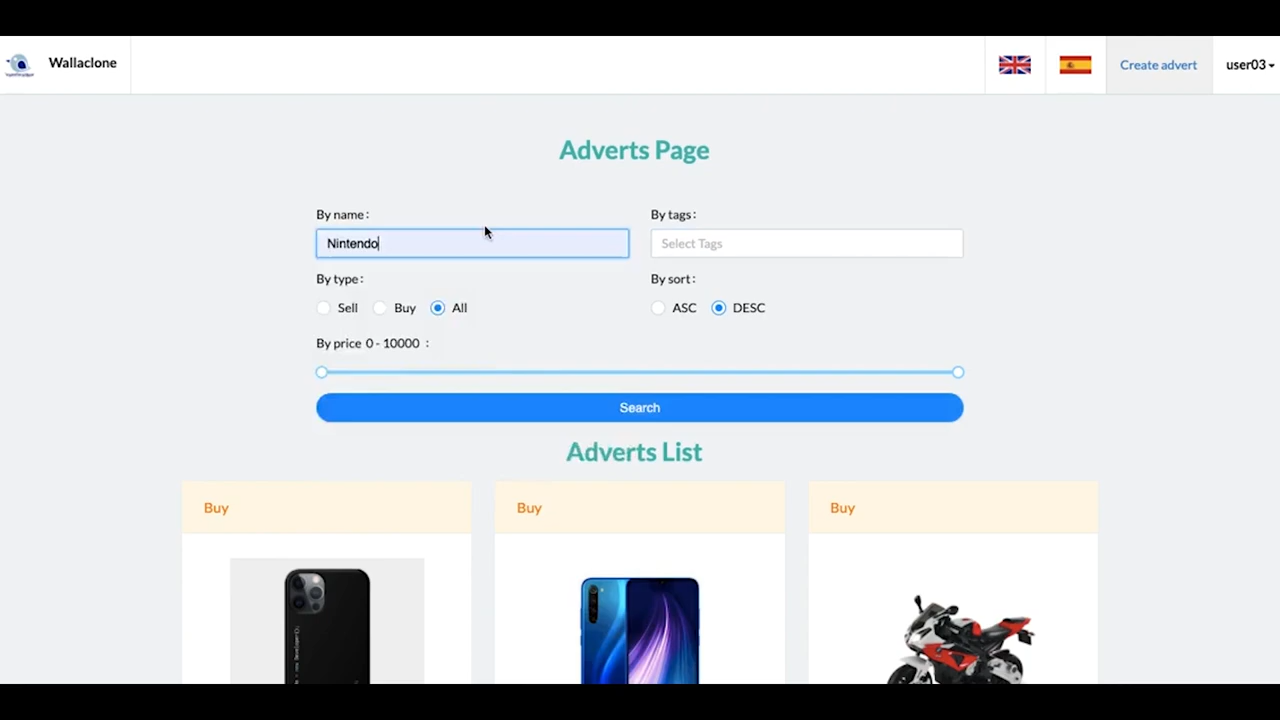 Wallaclone
Create advert
user03
Adverts Page
By name:
By tags:
Nintendo
Select Tags
By type:
By sort:
Sell Buy All
ASC DESC
By price 0 - 10000 :
Search
Adverts List
Buy
Buy
Buy